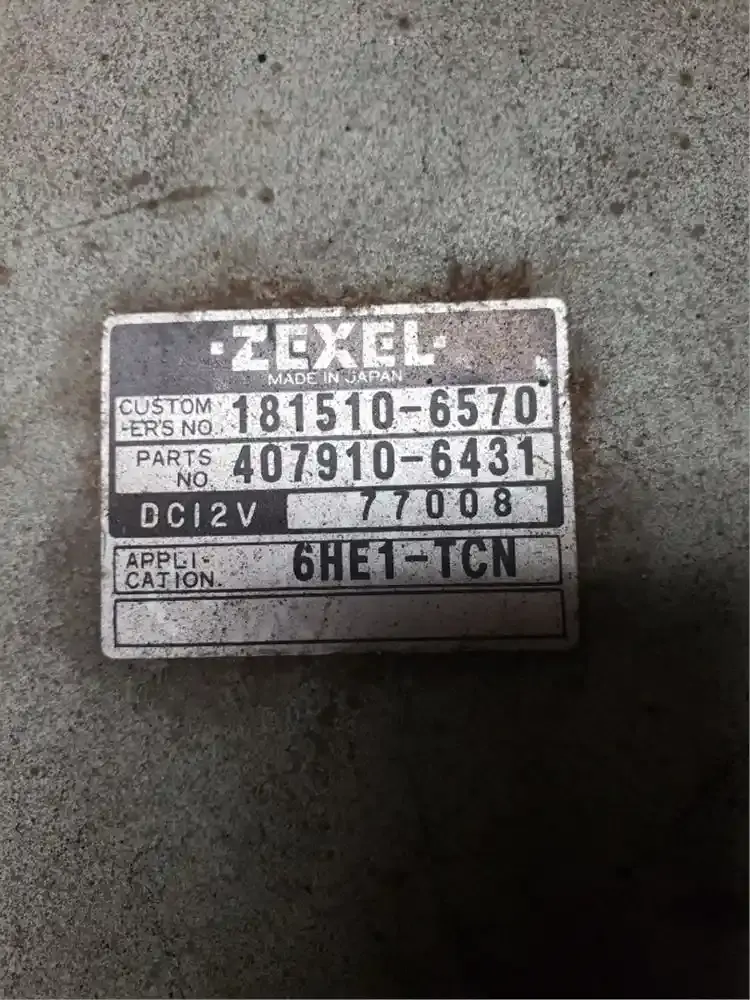 ·ZEXEL·
MADE IN JAPAN
CUSTOM
-ER'S NO. 181510-6570
PARTS
NO. 407910-6431
DC12V 77008
APPLI-
CATION. 6HE1-TCN